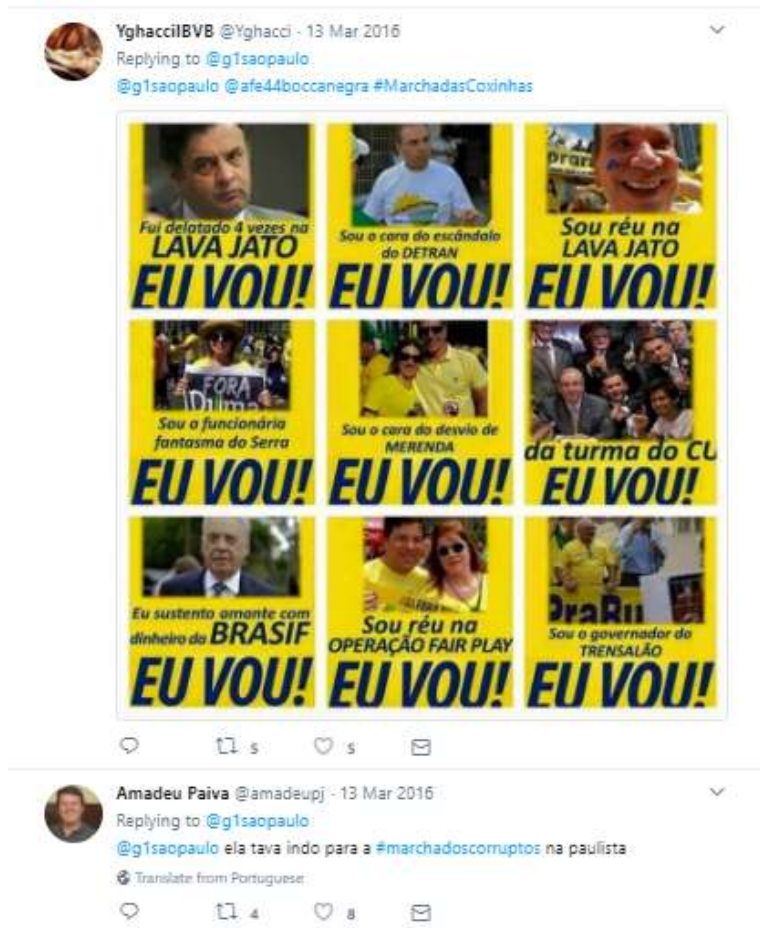 YghacciIBVB @Yghacci · 13 Mar 2016
Replying to @g1saopaulo
@g1saopaulo @afe44boccanegra #MarchadasCoxinhas
Fui delatado 4 vezes na
LAVA JATO
EU VOU!
Sou o cara do escândalo
do DETRAN
EU VOU!
Sou réu na
LAVA JATO
EU VOU!
FORA
Sou a funcionária
fantasma do Serra
EU VOU!
Sou o cara do desvio de
MERENDA
EU VOU!
da turma do CU
EU VOU!
Eu sustento amante com
dinheiro da BRASIF
EU VOU!
Sou réu na
OPERAÇÃO FAIR PLAY
EU VOU!
Sou o governador do
TRENSALÃO
EU VOU!
5 5
Amadeu Paiva @amadeupj · 13 Mar 2016
Replying to @g1saopaulo
@g1saopaulo ela tava indo para a #marchadoscorruptos na paulista
Translate from Portuguese
4 8